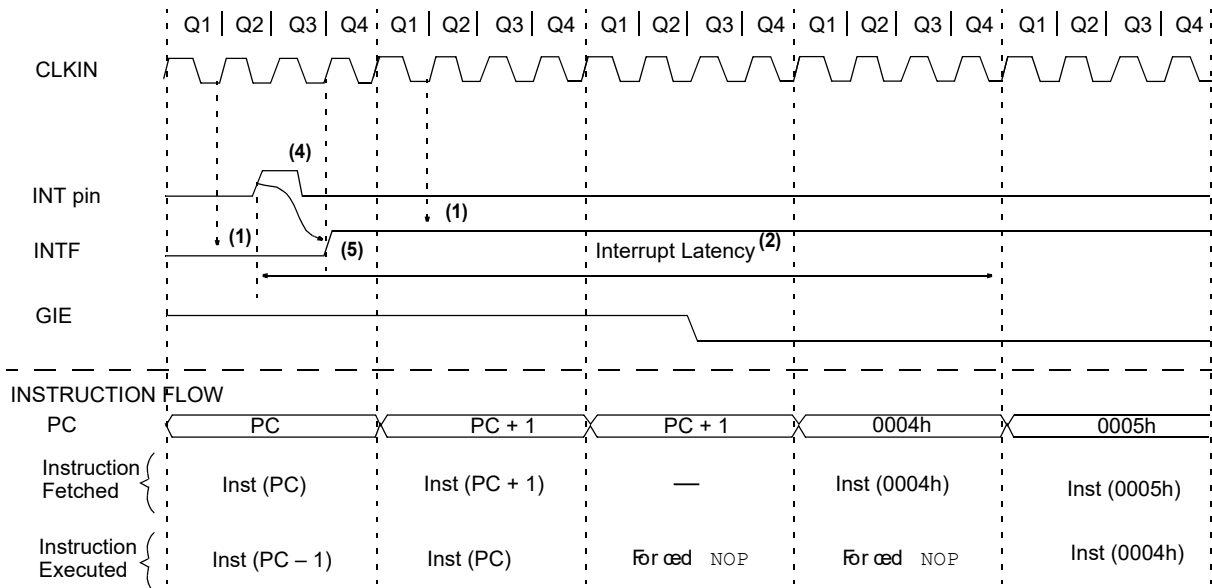 Q1 Q2 Q3 Q4 Q1 Q2 Q3 Q4 Q1 Q2 Q3 Q4 Q1 Q2 Q3 Q4 Q1 Q2 Q3 Q4
CLKIN
(4)
INT pin
(1)
INTF
(1)
(5)
Interrupt Latency(2)
GIE
INSTRUCTION FLOW
PC
PC
PC + 1
PC + 1
0004h
0005h
Instruction
Fetched
Inst (PC)
Inst (PC + 1)
—
Inst (0004h)
Inst (0005h)
Instruction
Executed
Inst (PC – 1)
Inst (PC)
Forced NOP
Forced NOP
Inst (0004h)